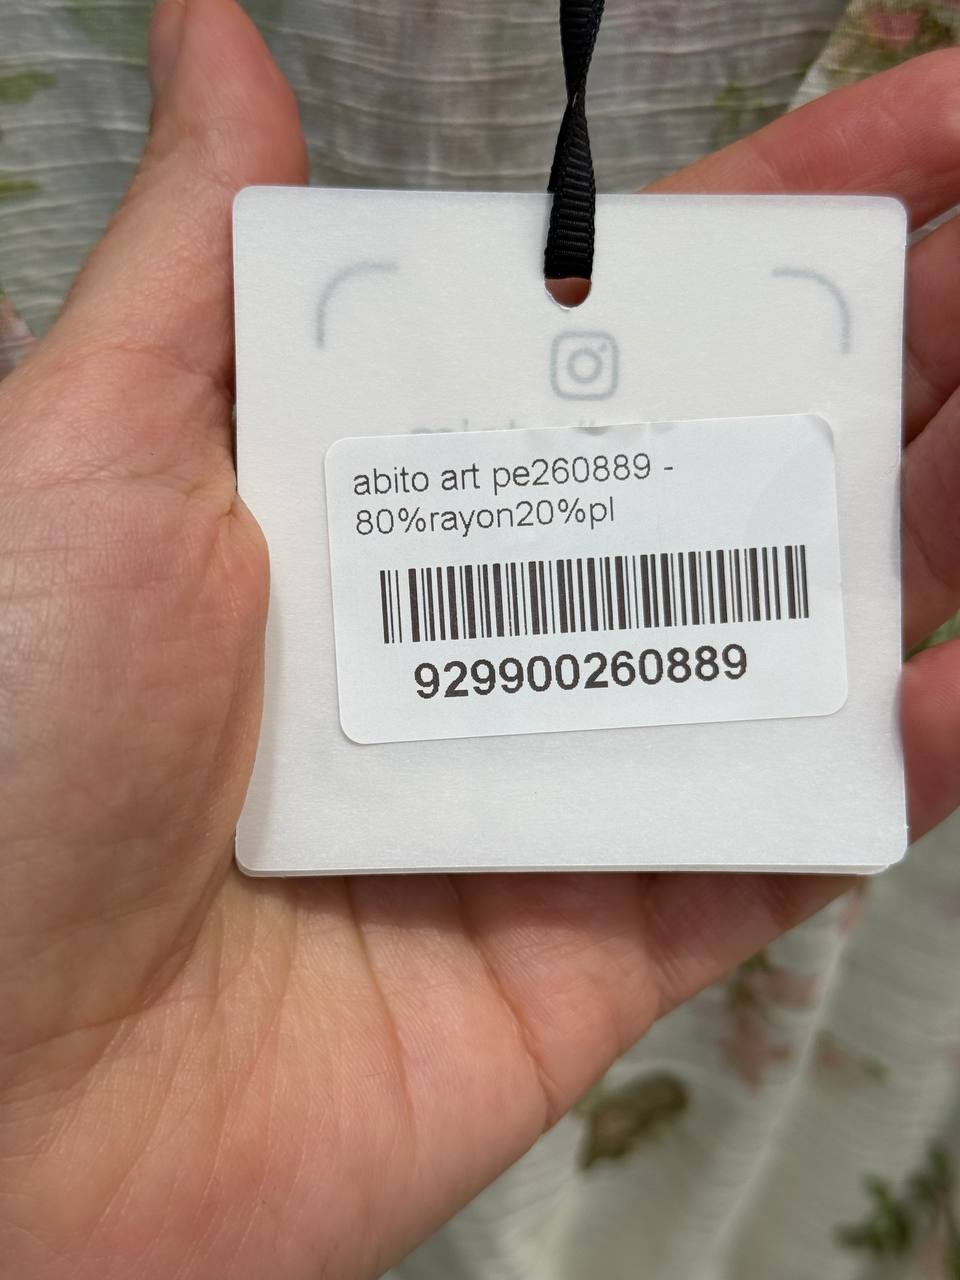 abito art pe260889 -
80%rayon20%pl
929900260889